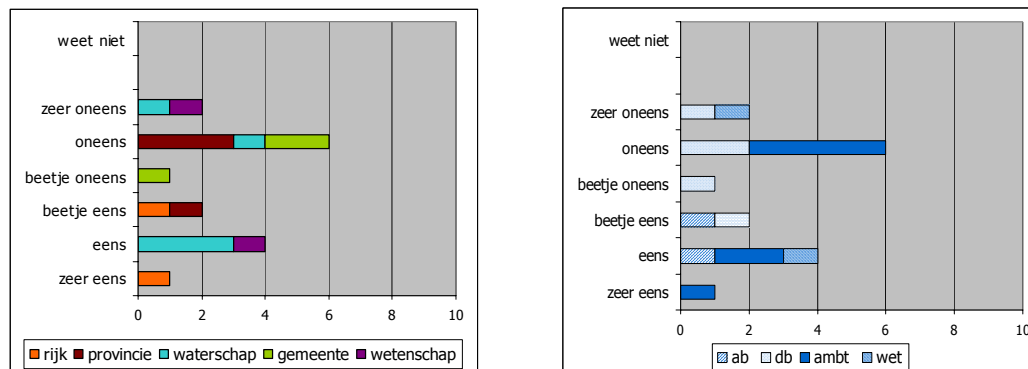 weet niet
zeer oneens
oneens
beetje oneens
beetje eens
eens
zeer eens
0 2 4 6 8 10
rijk provincie waterschap gemeente wetenschap
weet niet
zeer oneens
oneens
beetje oneens
beetje eens
eens
zeer eens
0 2 4 6 8 10
ab db ambt wet